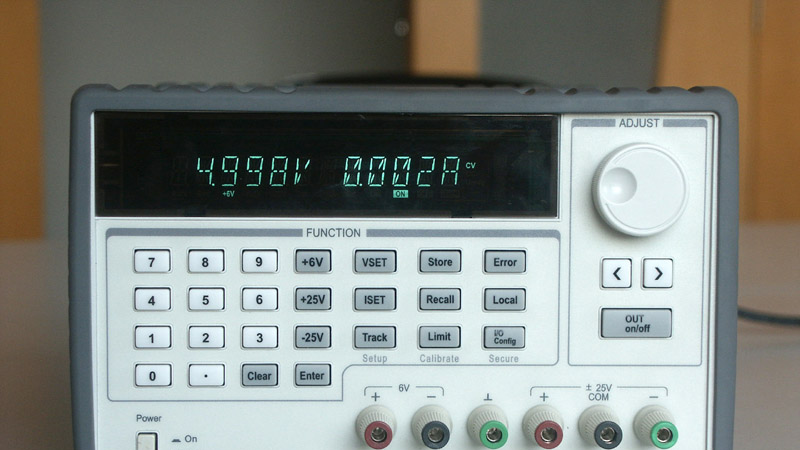 ADJUST
4.998V 0.002A CV
+6V ON
FUNCTION
7 8 9 +6V VSET Store Error
< >
4 5 6 +25V ISET Recall Local
OUT
on/off
1 2 3 -25V Track Limit I/O Config
Setup Calibrate Secure
0 . Clear Enter
6V ± 25V
COM
+ − ⊥ + −
Power
On